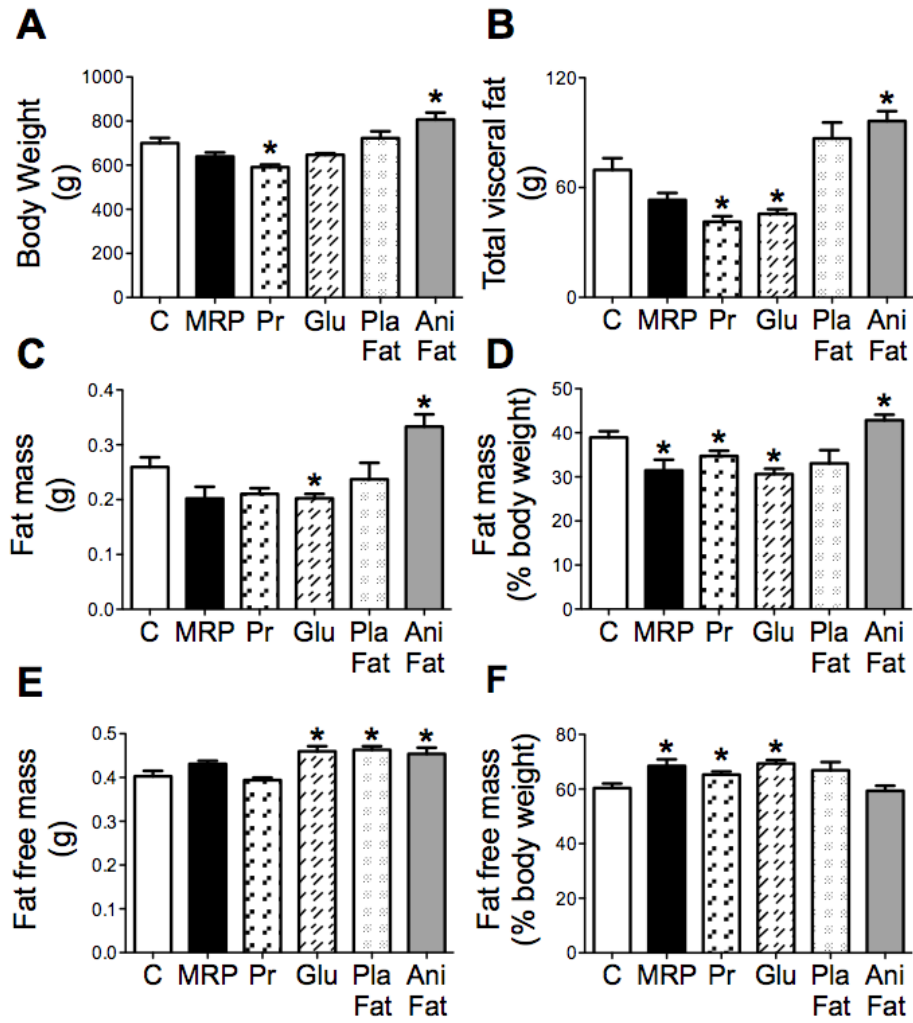 A
Body Weight
(g)
1000
800
600
400
200
0
*
*
C MRP Pr Glu Pla Ani
Fat Fat
B
Total visceral fat
(g)
120
60
0
*
*
*
C MRP Pr Glu Pla Ani
Fat Fat
C
Fat mass
(g)
0.4
0.3
0.2
0.1
0.0
*
*
C MRP Pr Glu Pla Ani
Fat Fat
D
Fat mass
(% body weight)
50
40
30
20
10
0
*
*
*
*
C MRP Pr Glu Pla Ani
Fat Fat
E
Fat free mass
(g)
0.5
0.4
0.3
0.2
0.1
0.0
*
*
*
C MRP Pr Glu Pla Ani
Fat Fat
F
Fat free mass
(% body weight)
80
60
40
20
0
*
*
*
C MRP Pr Glu Pla Ani
Fat Fat